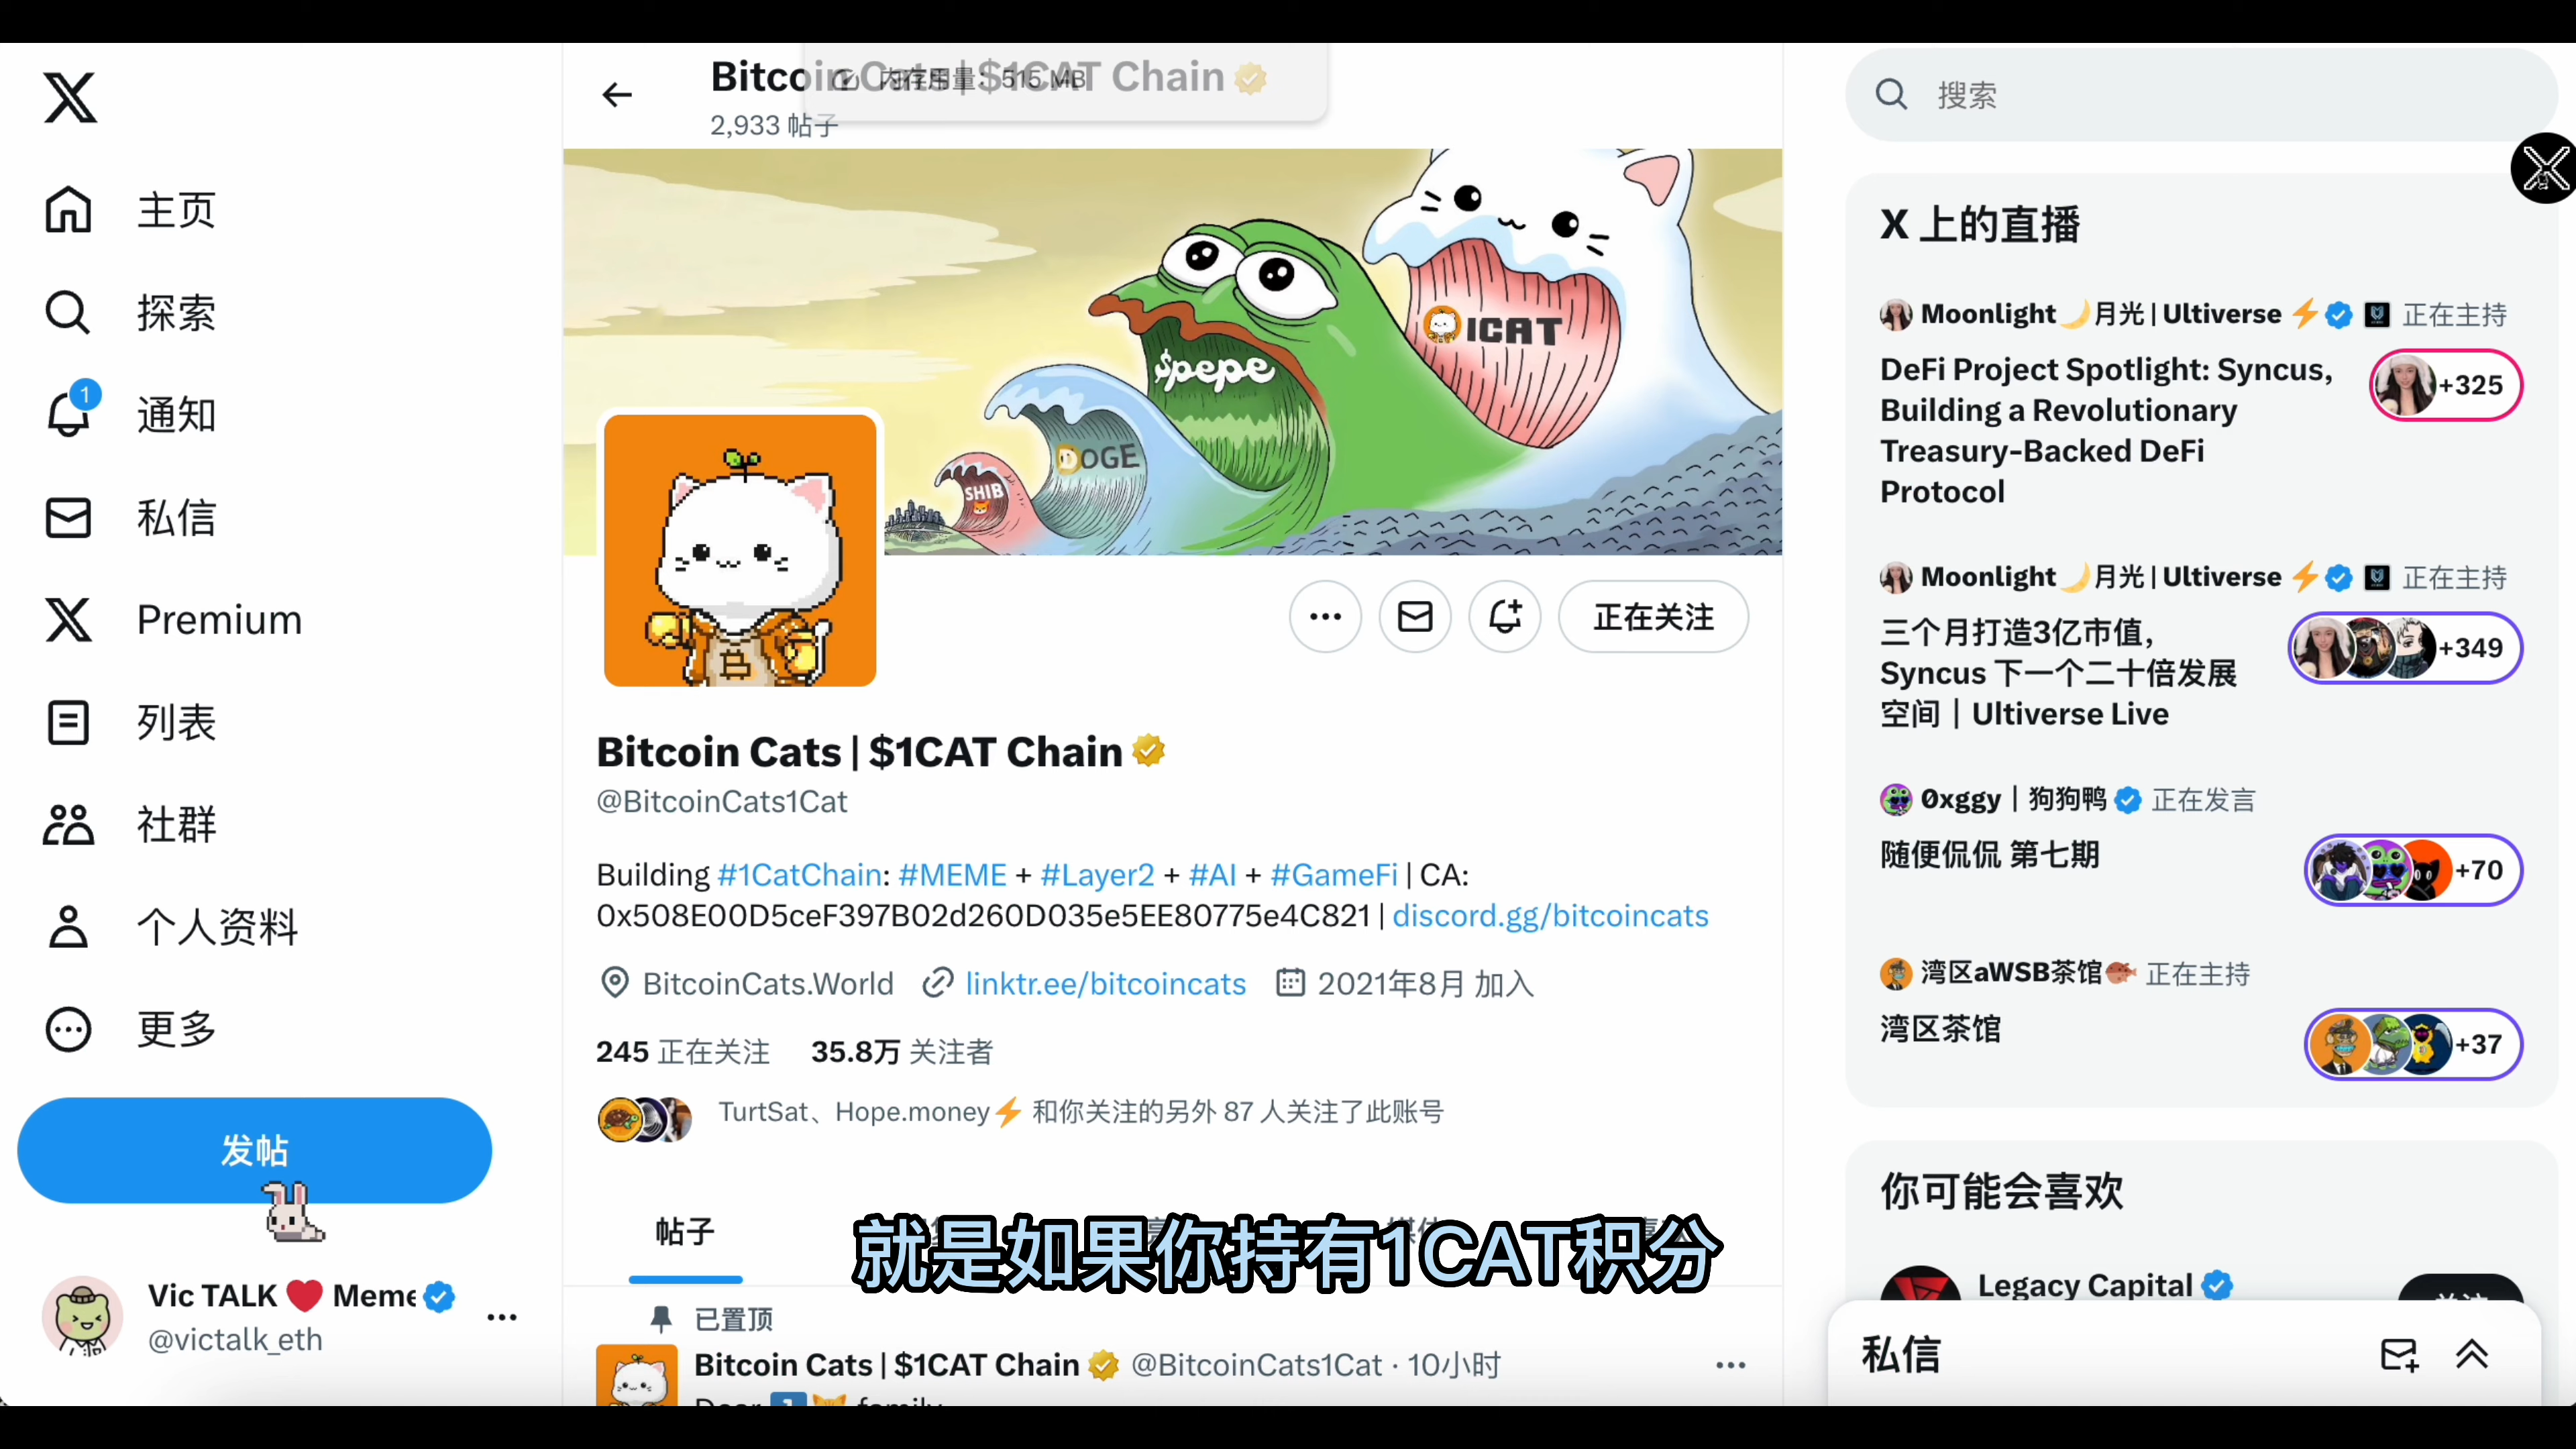 主页
探索
1
通知
私信
Premium
列表
社群
个人资料
更多
发帖
Vic TALK ❤️ Meme
@victalk_eth
Bitcoin Cats | $1CAT Chain
内存用量: 515 MB
2,933 帖子
SHIB
DOGE
$pepe
1CAT
正在关注
Bitcoin Cats | $1CAT Chain
@BitcoinCats1Cat
Building #1CatChain: #MEME + #Layer2 + #AI + #GameFi | CA:
0x508E00D5ceF397B02d260D035e5EE80775e4C821 | discord.gg/bitcoincats
BitcoinCats.World linktr.ee/bitcoincats 2021年8月 加入
245 正在关注 35.8万 关注者
TurtSat、Hope.money⚡ 和你关注的另外 87 人关注了此账号
帖子
就是如果你持有1CAT积分
已置顶
Bitcoin Cats | $1CAT Chain @BitcoinCats1Cat · 10小时
搜索
X 上的直播
Moonlight🌙月光 | Ultiverse ⚡ 正在主持
DeFi Project Spotlight: Syncus,
Building a Revolutionary
Treasury-Backed DeFi
Protocol
+325
Moonlight🌙月光 | Ultiverse ⚡ 正在主持
三个月打造3亿市值，
Syncus 下一个二十倍发展
空间｜Ultiverse Live
+349
0xggy｜狗狗鸭 正在发言
随便侃侃 第七期
+70
湾区aWSB茶馆🐡 正在主持
湾区茶馆
+37
你可能会喜欢
Legacy Capital
私信